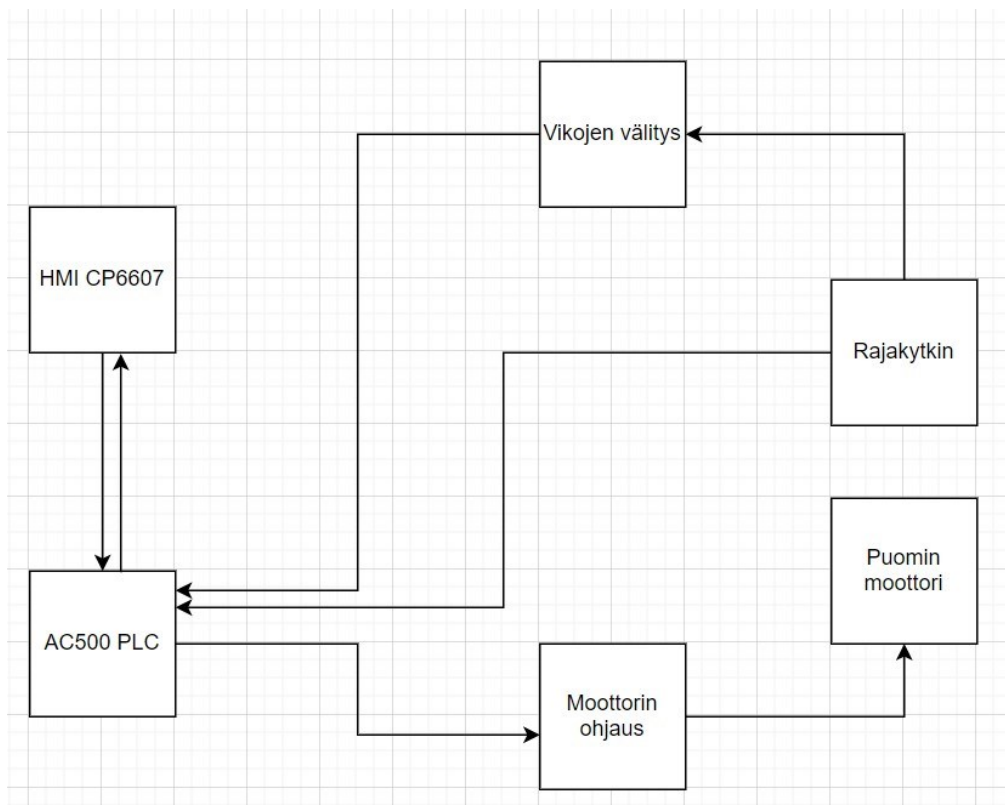 Vikojen välitys
HMI CP6607
Rajakytkin
Puomin
moottori
AC500 PLC
Moottorin
ohjaus